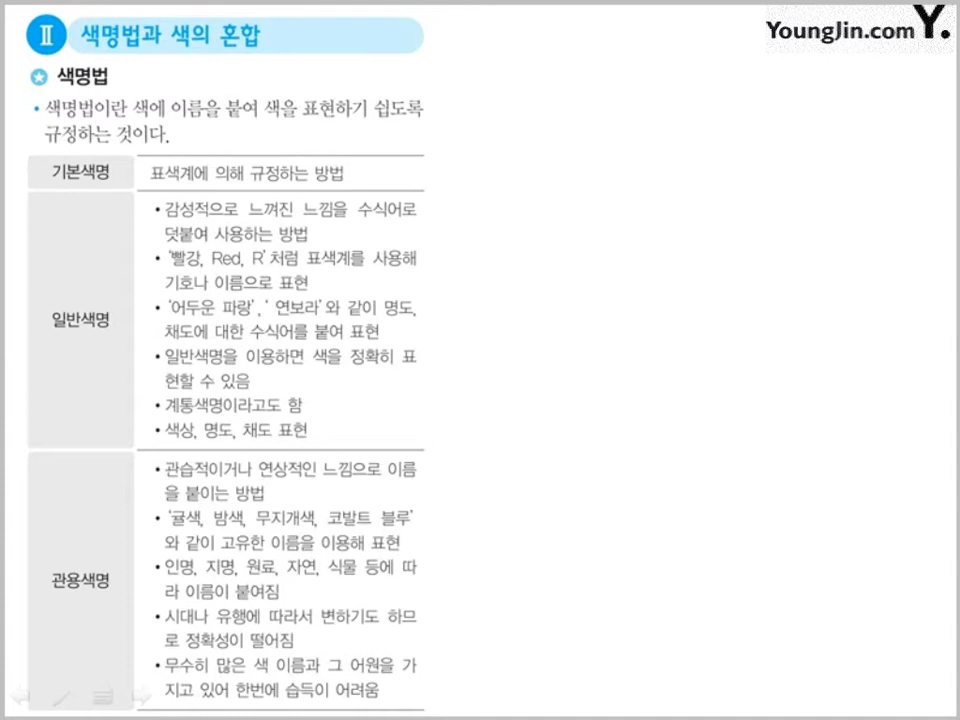 Ⅱ 색명법과 색의 혼합
YoungJin.com Y.
색명법
• 색명법이란 색에 이름을 붙여 색을 표현하기 쉽도록
규정하는 것이다.
기본색명
표색계에 의해 규정하는 방법
일반색명
• 감성적으로 느껴진 느낌을 수식어로
덧붙여 사용하는 방법
• '빨강, Red, R'처럼 표색계를 사용해
기호나 이름으로 표현
• '어두운 파랑', '연보라'와 같이 명도,
채도에 대한 수식어를 붙여 표현
• 일반색명을 이용하면 색을 정확히 표
현할 수 있음
• 계통색명이라고도 함
• 색상, 명도, 채도 표현
관용색명
• 관습적이거나 연상적인 느낌으로 이름
을 붙이는 방법
• '귤색, 밤색, 무지개색, 코발트 블루'
와 같이 고유한 이름을 이용해 표현
• 인명, 지명, 원료, 자연, 식물 등에 따
라 이름이 붙여짐
• 시대나 유행에 따라서 변하기도 하므
로 정확성이 떨어짐
• 무수히 많은 색 이름과 그 어원을 가
지고 있어 한번에 습득이 어려움